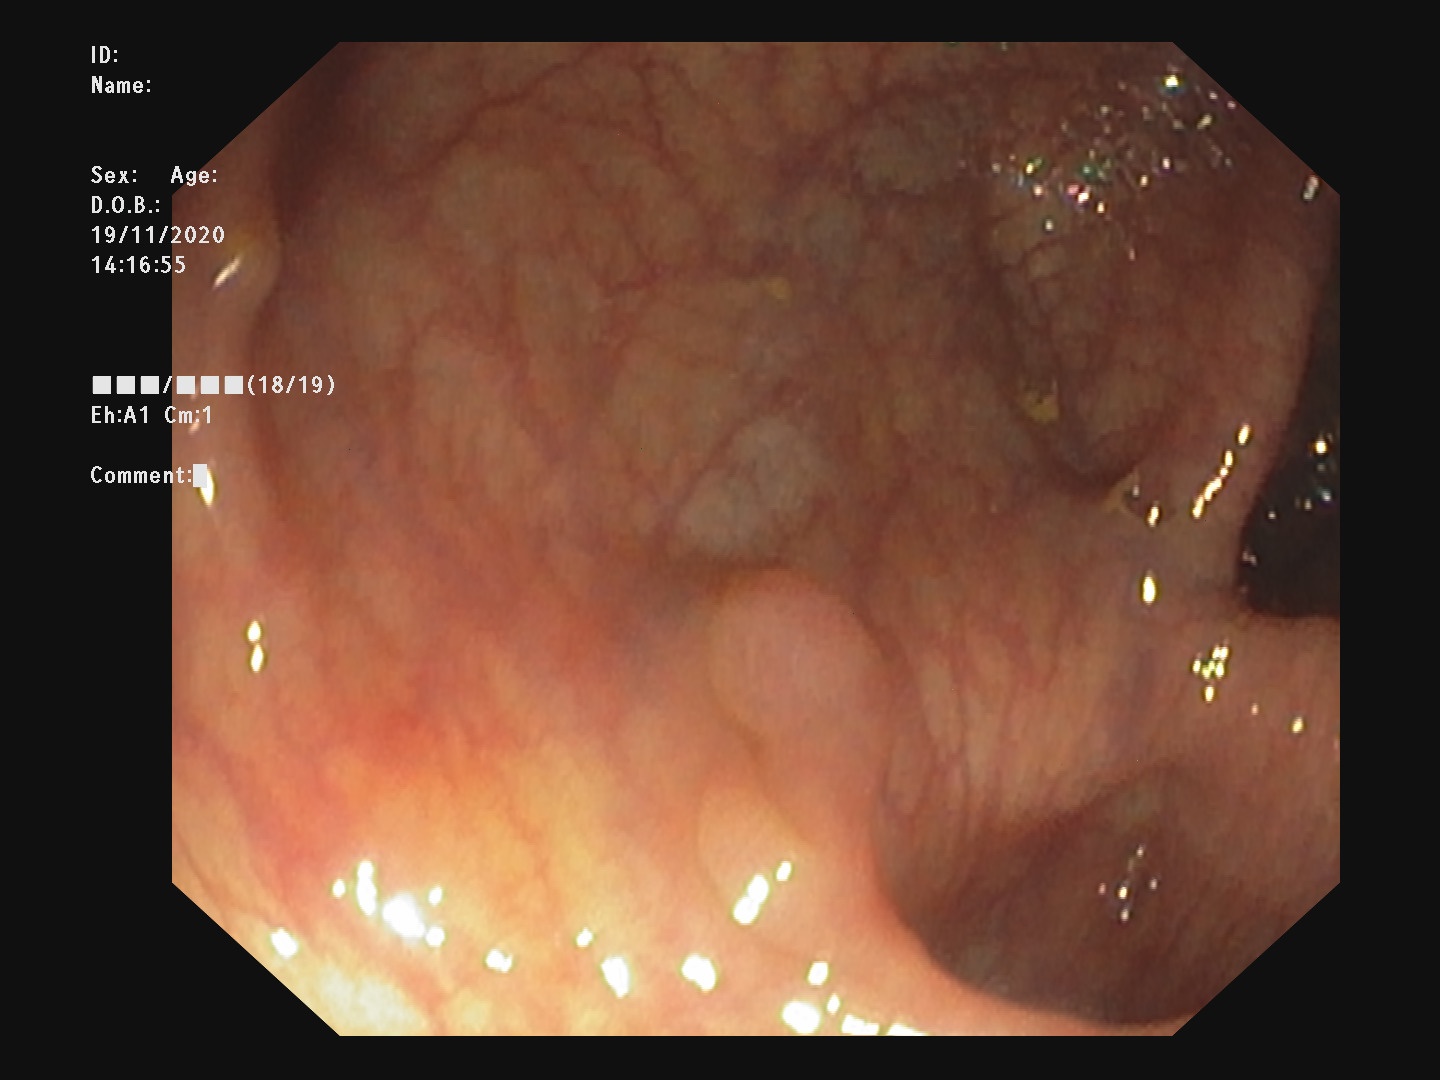 ID:
Name:
Sex: Age:
D.O.B.:
19/11/2020
14:16:55
■■■/■■■(18/19)
Eh:A1 Cm:1
Comment: